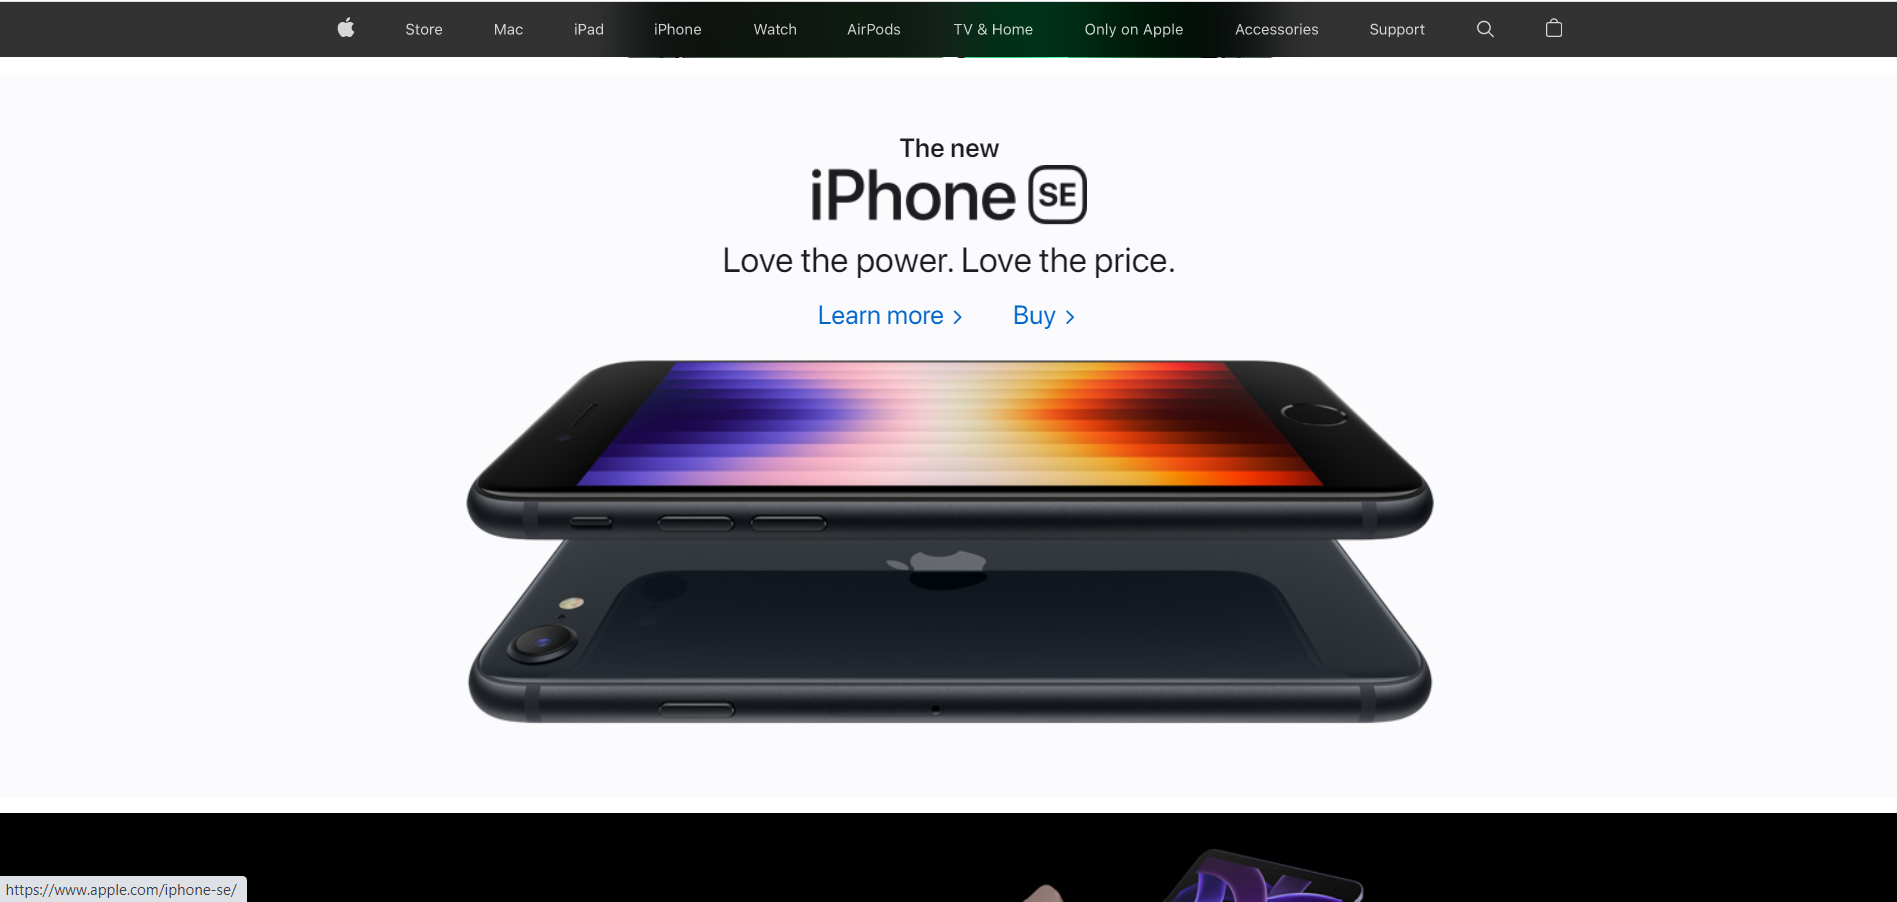 Store Mac iPad iPhone Watch AirPods TV & Home Only on Apple Accessories Support
The new
iPhone SE
Love the power. Love the price.
Learn more > Buy >
https://www.apple.com/iphone-se/